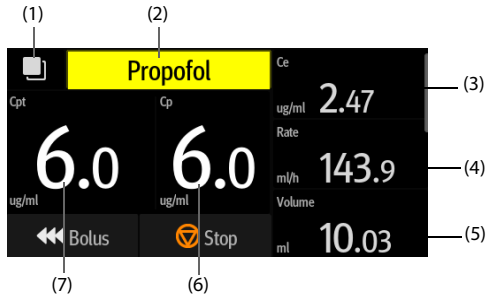 (1)
(2)
Propofol
Cpt
6.0
ug/ml
Cp
6.0
ug/ml
Bolus
Stop
Ce
ug/ml 2.47
Rate
ml/h 143.9
Volume
ml 10.03
(3)
(4)
(5)
(7)
(6)